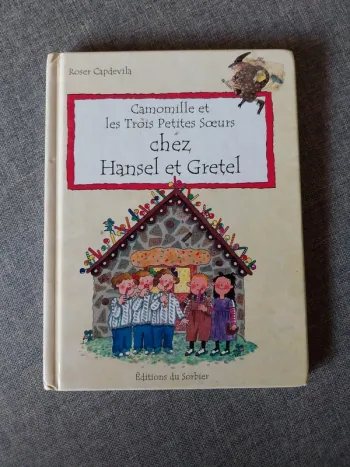 Roser Capdevila
Camomille et
les Trois Petites Sœurs
chez
Hansel et Gretel
Éditions du Sorbier